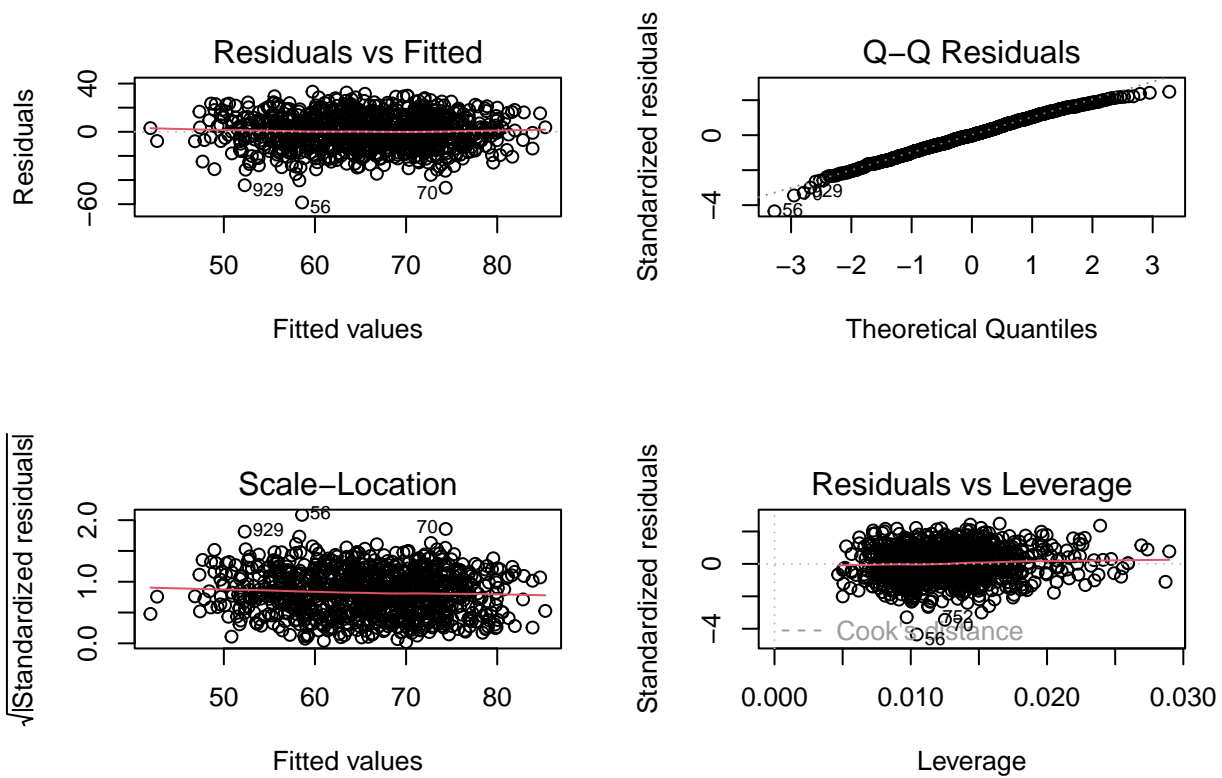 Residuals vs Fitted
Residuals
40
0
−60
929
56
70
50 60 70 80
Fitted values
Q−Q Residuals
Standardized residuals
0
−4
929
56
−3 −2 −1 0 1 2 3
Theoretical Quantiles
Scale−Location
√|Standardized residuals|
2.0
1.0
0.0
929
56
70
50 60 70 80
Fitted values
Residuals vs Leverage
Standardized residuals
0
−4
752
70
56
Cook's distance
0.000 0.010 0.020 0.030
Leverage